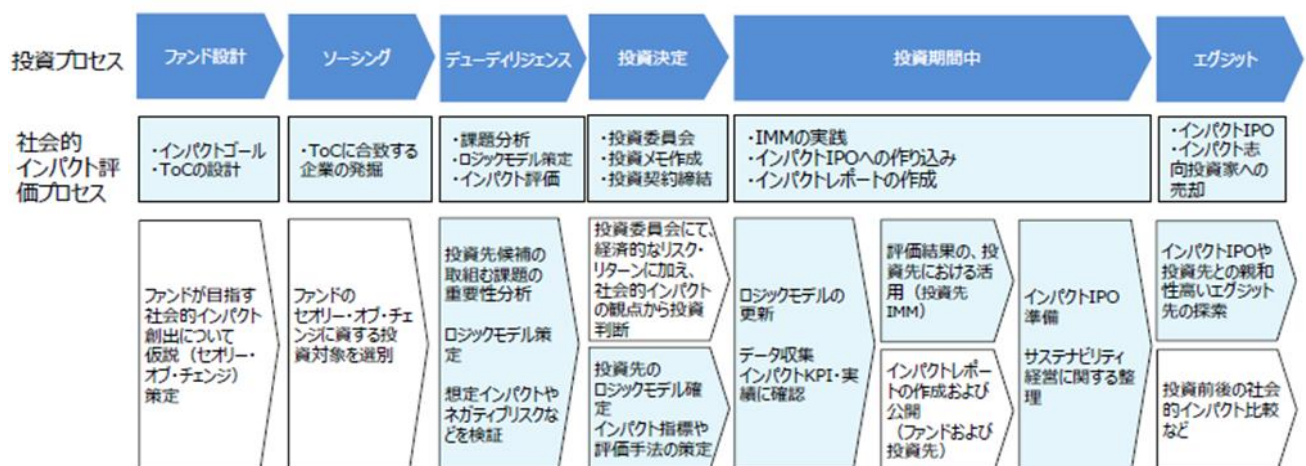 投資プロセス
ファンド設計
ソーシング
デューディリジェンス
投資決定
投資期間中
エグジット
社会的
インパクト評
価プロセス
・インパクトゴール
・ToCの設計
・ToCに合致する
企業の発掘
・課題分析
・ロジックモデル策定
・インパクト評価
・投資委員会
・投資メモ作成
・投資契約締結
・IMMの実践
・インパクトIPOへの作り込み
・インパクトレポートの作成
・インパクトIPO
・インパクト志
向投資家への
売却
ファンドが目指す
社会的インパクト
創出について
仮説（セオリー・
オブ・チェンジ）
策定
ファンドの
セオリー・オブ・チェ
ンジに資する投
資対象を選別
投資先候補の
取組む課題の
重要性分析
ロジックモデル策
定
想定インパクトや
ネガティブリスクな
どを検証
投資委員会にて、
経済的なリスク・
リターンに加え、
社会的インパクト
の観点から投資
判断
投資先の
ロジックモデル確
定
インパクト指標や
評価手法の策定
ロジックモデルの
更新
データ収集
インパクトKPI・実
績に確認
評価結果の、投
資先における活
用（投資先
IMM）
インパクトレポー
トの作成および
公開
（ファンドおよび
投資先）
インパクトIPO
準備
サステナビリティ
経営に関する整
理
インパクトIPOや
投資先との親和
性高いエグジット
先の探索
投資前後の社会
的インパクト比較
など